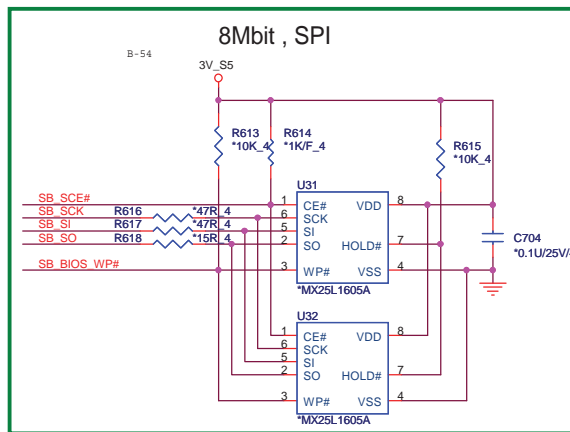 8Mbit , SPI
B-54
3V_S5
R613
*10K_4
R614
*1K/F_4
R615
*10K_4
U31
SB_SCE#
1 CE# VDD 8
SB_SCK R616 *47R_4 6 SCK
SB_SI R617 *47R_4 5 SI
SB_SO R618 *15R_4 2 SO HOLD# 7
C704
*0.1U/25V/4
SB_BIOS_WP# 3 WP# VSS 4
*MX25L1605A
U32
1 CE# VDD 8
6 SCK
5 SI
2 SO HOLD# 7
3 WP# VSS 4
*MX25L1605A